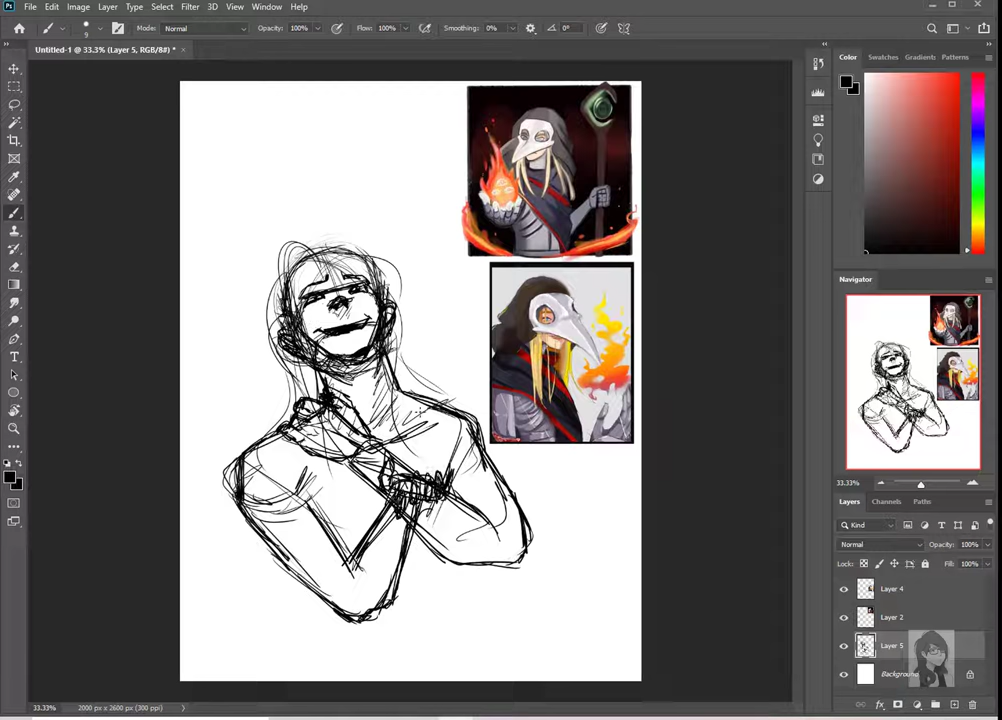 Ps File Edit Image Layer Type Select Filter 3D View Window Help
9 Mode: Normal Opacity: 100% Flow: 100% Smoothing: 0% 0°
Untitled-1 @ 33.3% (Layer 5, RGB/8#) *
Color Swatches Gradients Patterns
Navigator
33.33%
Layers Channels Paths
Kind
Normal Opacity: 100%
Lock: Fill: 100%
Layer 4
Layer 2
Layer 5
Background
33.33% 2000 px x 2600 px (300 ppi)